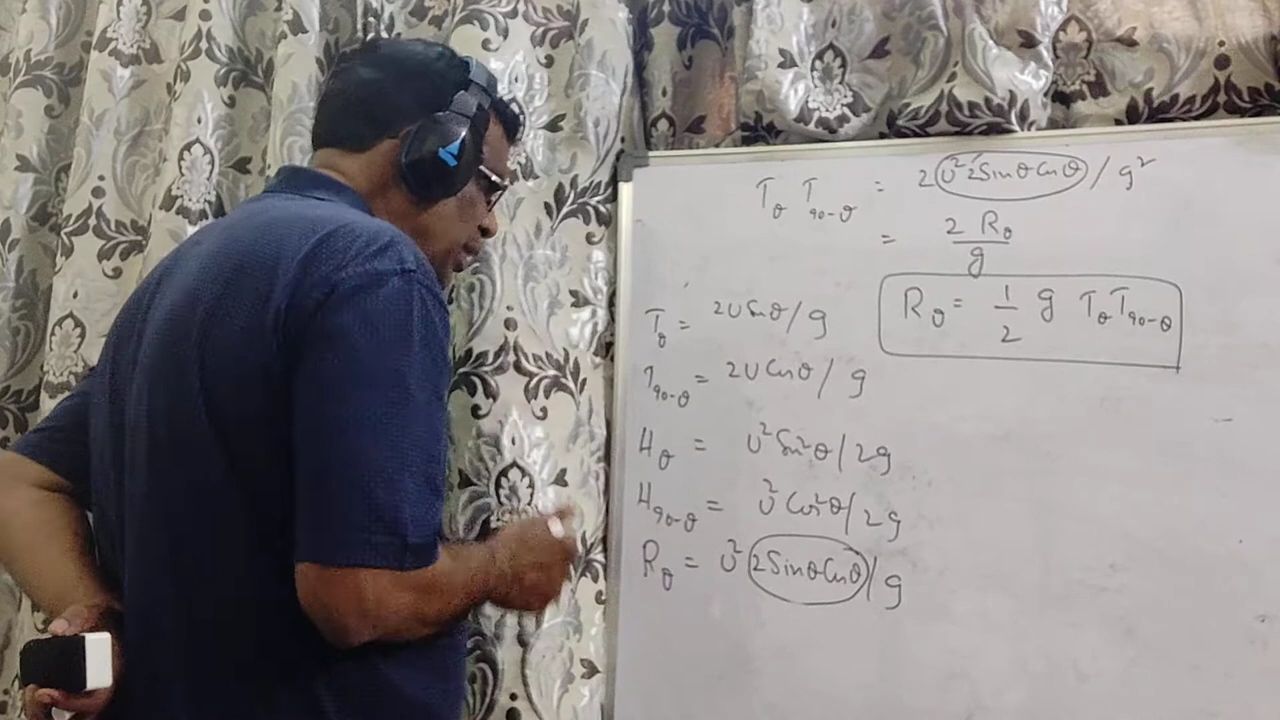 T_θ T_90-θ = 2 U² 2Sinθ Cosθ / g²
= 2 R_θ / g
R_θ = 1/2 g T_θ T_90-θ
T_θ = 2U Sinθ / g
T_90-θ = 2U Cosθ / g
H_θ = U² Sin²θ / 2g
H_90-θ = U² Cos²θ / 2g
R_θ = U² 2Sinθ Cosθ / g